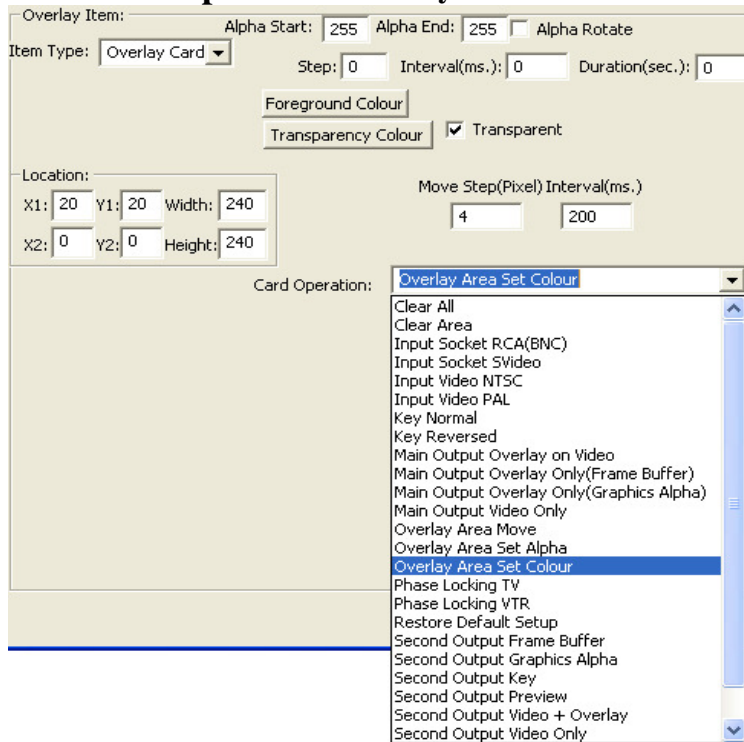 Overlay Item:
Alpha Start: 255 Alpha End: 255 Alpha Rotate
Item Type: Overlay Card
Step: 0 Interval(ms.): 0 Duration(sec.): 0
Foreground Colour
Transparency Colour Transparent
Location:
X1: 20 Y1: 20 Width: 240
X2: 0 Y2: 0 Height: 240
Move Step(Pixel) Interval(ms.)
4 200
Card Operation: Overlay Area Set Colour
Clear All
Clear Area
Input Socket RCA(BNC)
Input Socket SVideo
Input Video NTSC
Input Video PAL
Key Normal
Key Reversed
Main Output Overlay on Video
Main Output Overlay Only(Frame Buffer)
Main Output Overlay Only(Graphics Alpha)
Main Output Video Only
Overlay Area Move
Overlay Area Set Alpha
Overlay Area Set Colour
Phase Locking TV
Phase Locking VTR
Restore Default Setup
Second Output Frame Buffer
Second Output Graphics Alpha
Second Output Key
Second Output Preview
Second Output Video + Overlay
Second Output Video Only